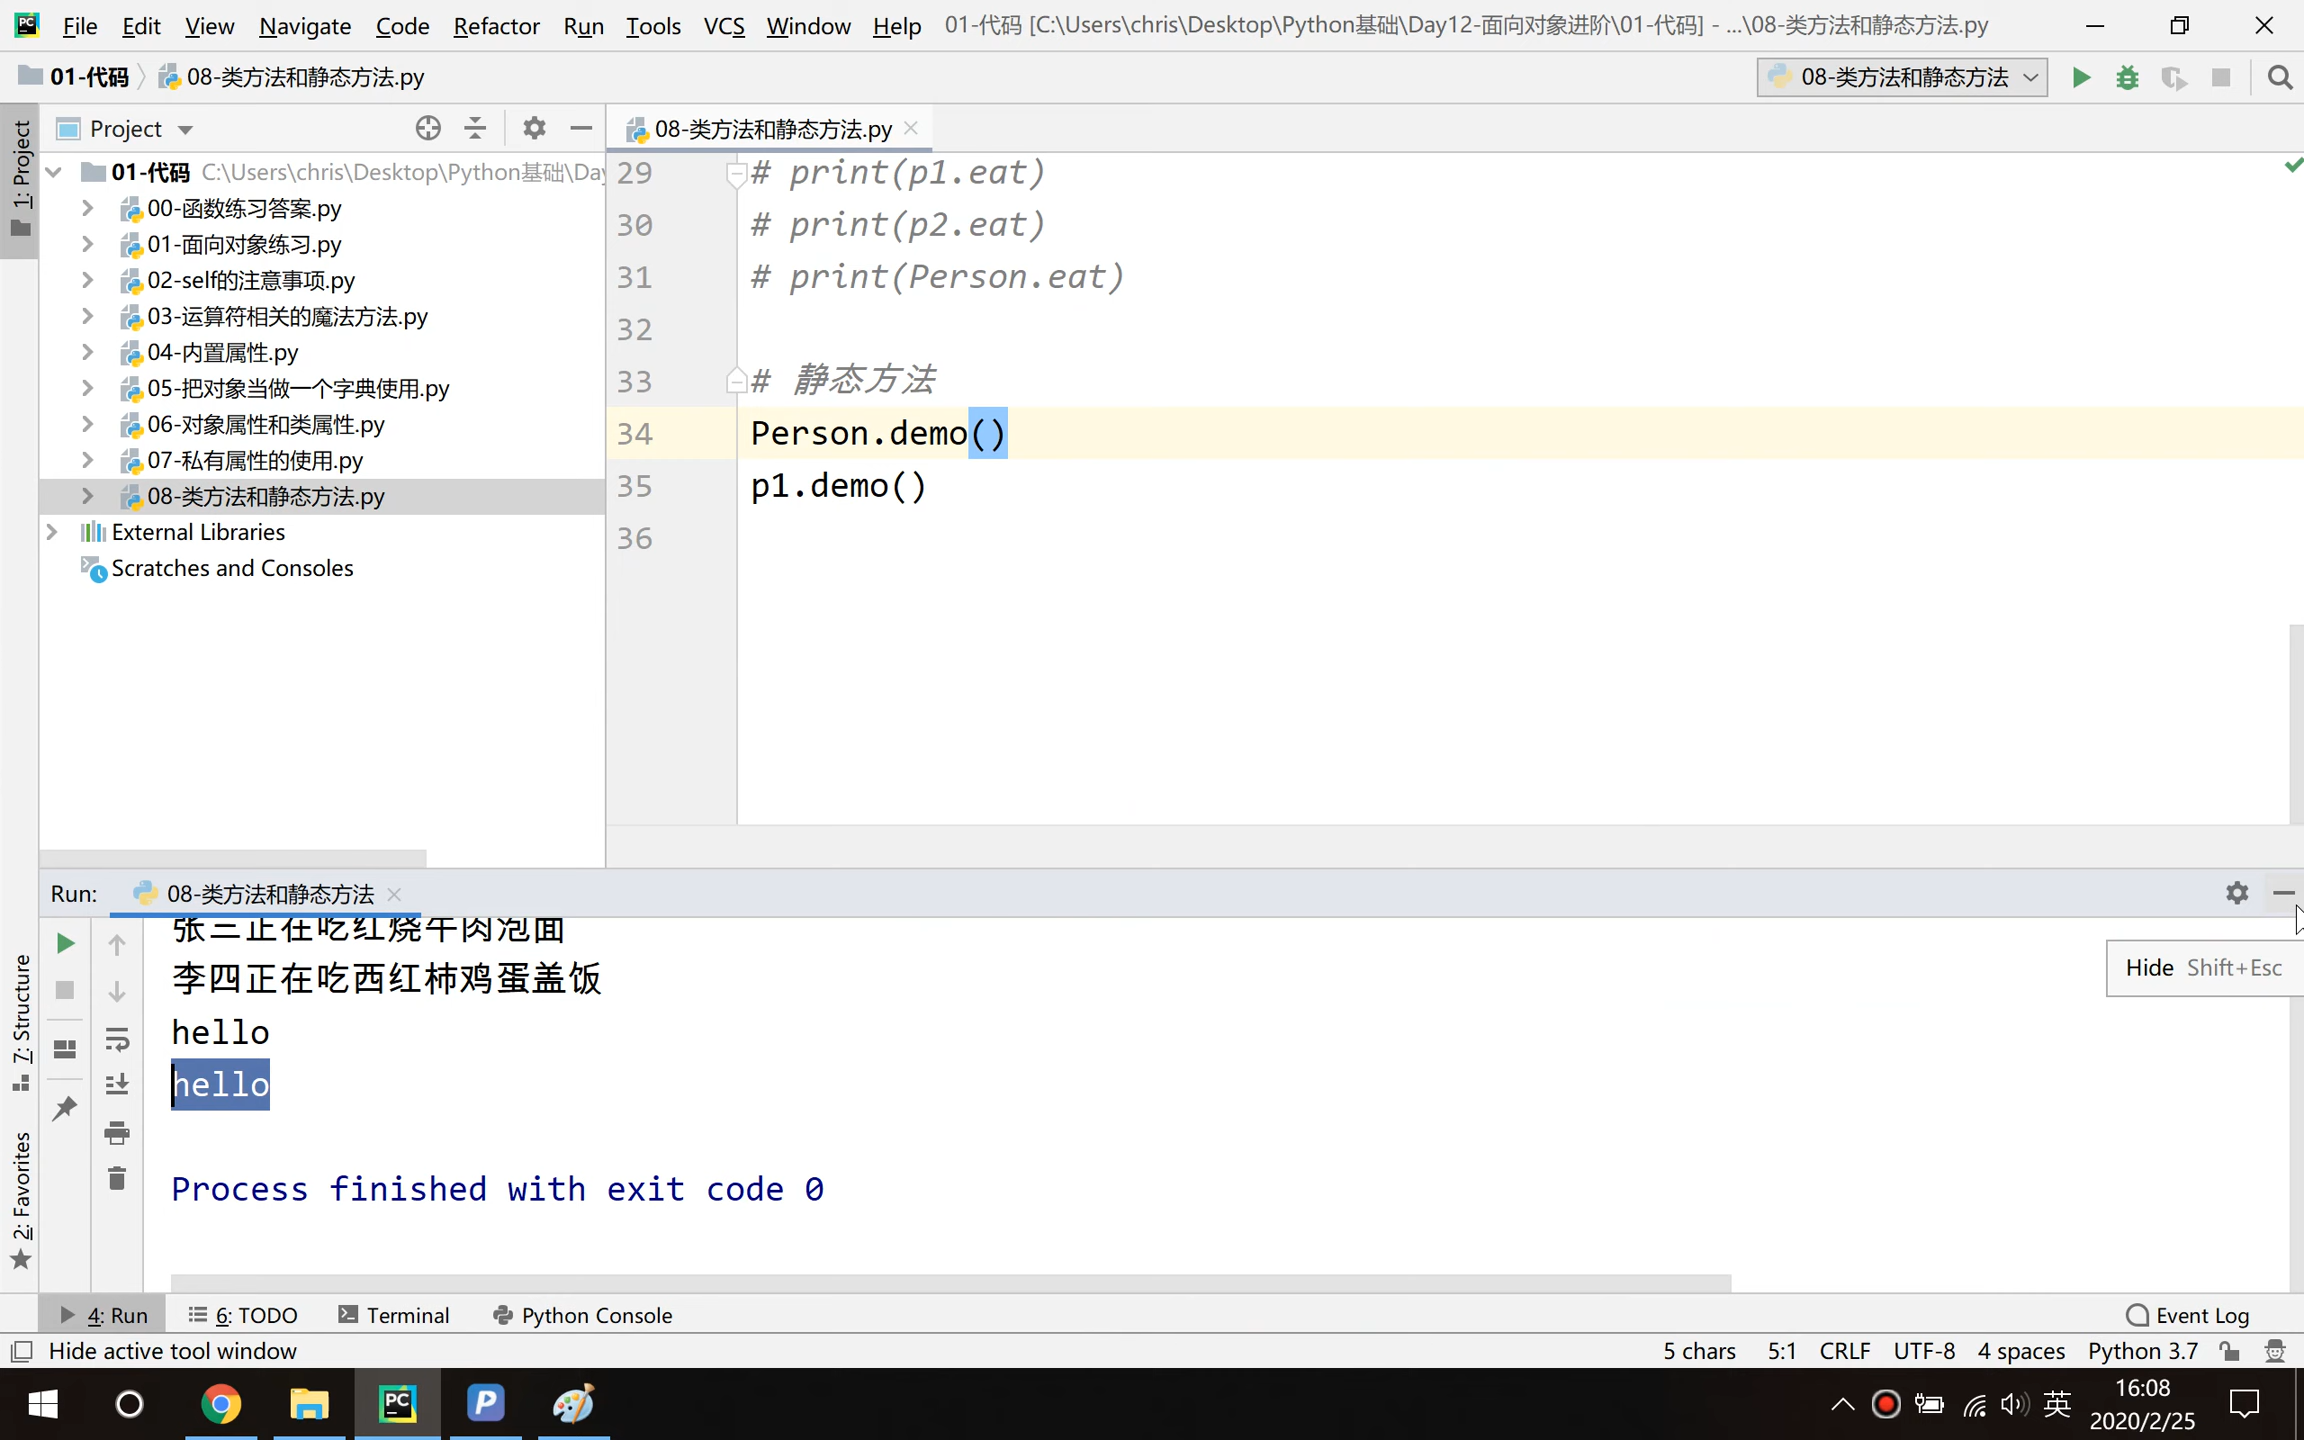 File Edit View Navigate Code Refactor Run Tools VCS Window Help 01-代码 [C:\Users\chris\Desktop\Python基础\Day12-面向对象进阶\01-代码] - ...\08-类方法和静态方法.py
01-代码 08-类方法和静态方法.py 08-类方法和静态方法
1: Project
Project
08-类方法和静态方法.py
01-代码 C:\Users\chris\Desktop\Python基础\Day
00-函数练习答案.py
01-面向对象练习.py
02-self的注意事项.py
03-运算符相关的魔法方法.py
04-内置属性.py
05-把对象当做一个字典使用.py
06-对象属性和类属性.py
07-私有属性的使用.py
08-类方法和静态方法.py
External Libraries
Scratches and Consoles
29 # print(p1.eat)
30 # print(p2.eat)
31 # print(Person.eat)
32
33 # 静态方法
34 Person.demo()
35 p1.demo()
36
Run: 08-类方法和静态方法
张三正在吃红烧牛肉泡面
李四正在吃西红柿鸡蛋盖饭
hello
hello
Process finished with exit code 0
Hide Shift+Esc
7: Structure
2: Favorites
4: Run 6: TODO Terminal Python Console Event Log
Hide active tool window 5 chars 5:1 CRLF UTF-8 4 spaces Python 3.7
英 16:08
2020/2/25